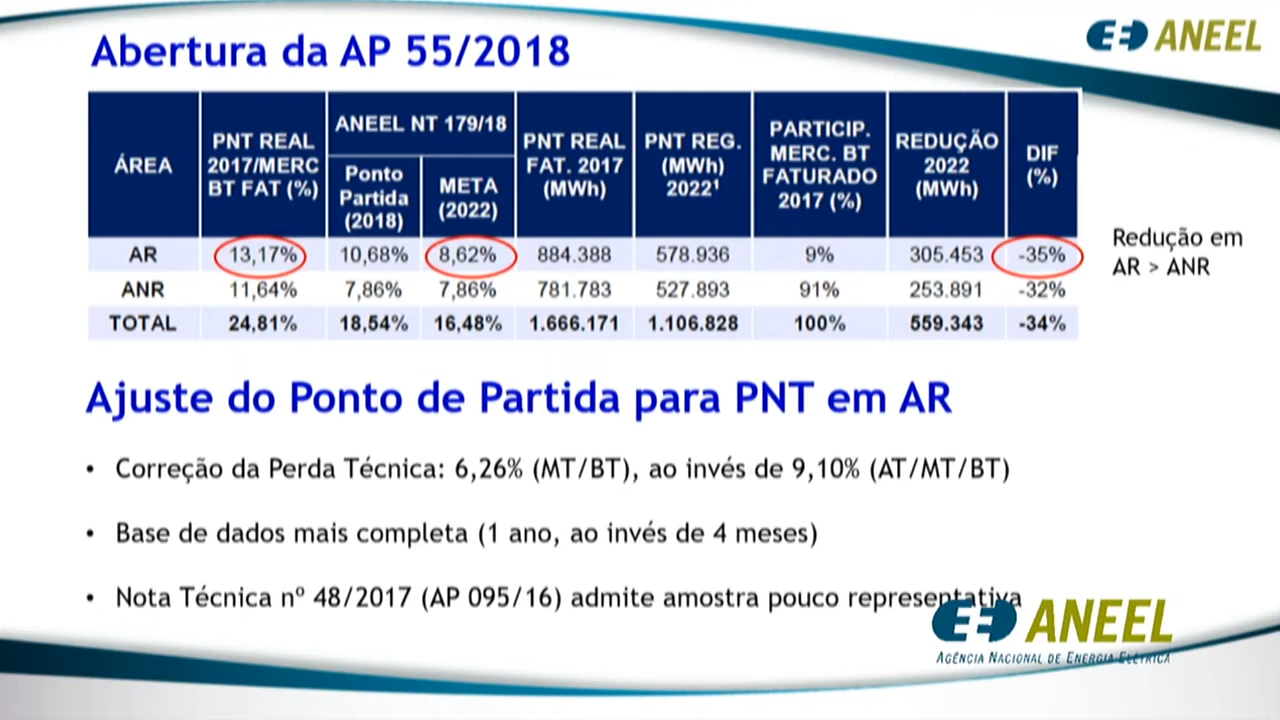 Abertura da AP 55/2018
ANEEL
ÁREA
PNT REAL
2017/MERC
BT FAT (%)
ANEEL NT 179/18
Ponto
Partida
(2018)
META
(2022)
PNT REAL
FAT. 2017
(MWh)
PNT REG.
(MWh)
2022¹
PARTICIP.
MERC. BT
FATURADO
2017 (%)
REDUÇÃO
2022
(MWh)
DIF
(%)
AR 13,17% 10,68% 8,62% 884.388 578.936 9% 305.453 -35%
ANR 11,64% 7,86% 7,86% 781.783 527.893 91% 253.891 -32%
TOTAL 24,81% 18,54% 16,48% 1.666.171 1.106.828 100% 559.343 -34%
Redução em
AR > ANR
Ajuste do Ponto de Partida para PNT em AR
• Correção da Perda Técnica: 6,26% (MT/BT), ao invés de 9,10% (AT/MT/BT)
• Base de dados mais completa (1 ano, ao invés de 4 meses)
• Nota Técnica nº 48/2017 (AP 095/16) admite amostra pouco representativa
ANEEL
AGÊNCIA NACIONAL DE ENERGIA ELÉTRICA